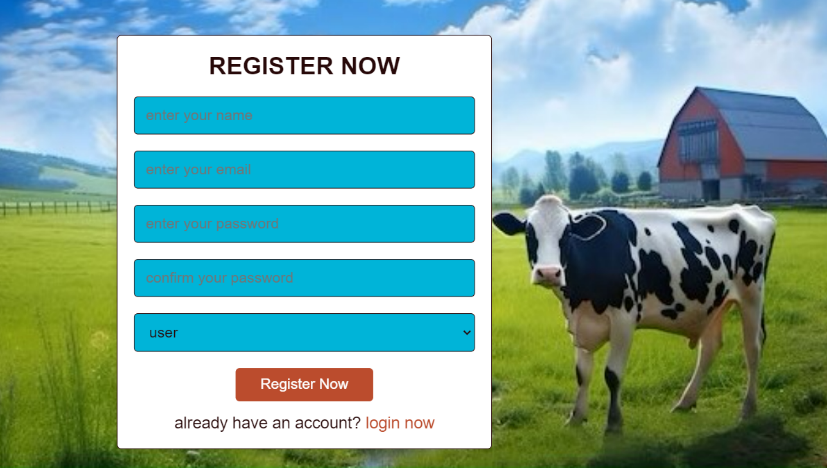 REGISTER NOW
enter your name
enter your email
enter your password
confirm your password
user
Register Now
already have an account? login now